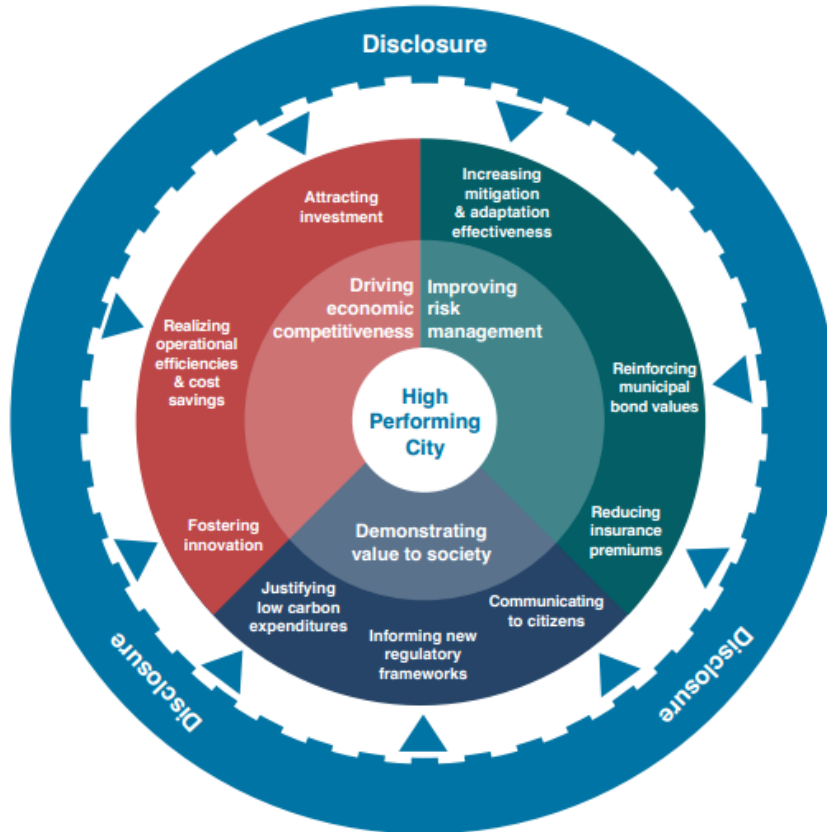 Disclosure
Attracting
investment
Increasing
mitigation
& adaptation
effectiveness
Driving
economic
competitiveness
Improving
risk
management
Realizing
operational
efficiencies
& cost
savings
High
Performing
City
Reinforcing
municipal
bond values
Fostering
innovation
Demonstrating
value to society
Reducing
insurance
premiums
Justifying
low carbon
expenditures
Informing new
regulatory
frameworks
Communicating
to citizens
Disclosure
Disclosure